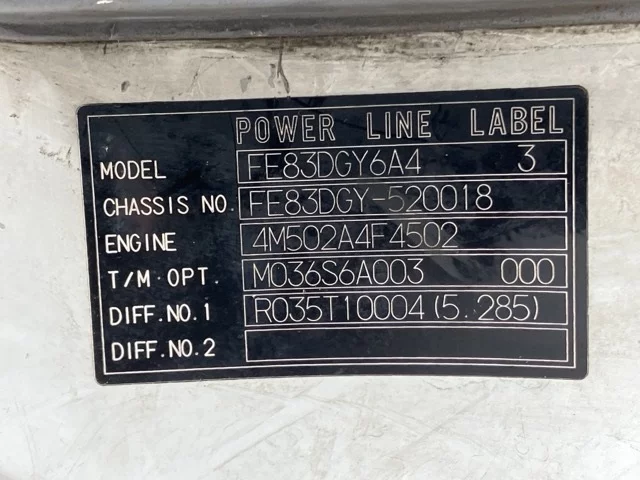 POWER LINE LABEL
MODEL FE83DGY6A4 3
CHASSIS NO. FE83DGY-520018
ENGINE 4M502A4F4502
T/M OPT. M036S6A003 000
DIFF.NO.1 R035T10004(5.285)
DIFF.NO.2